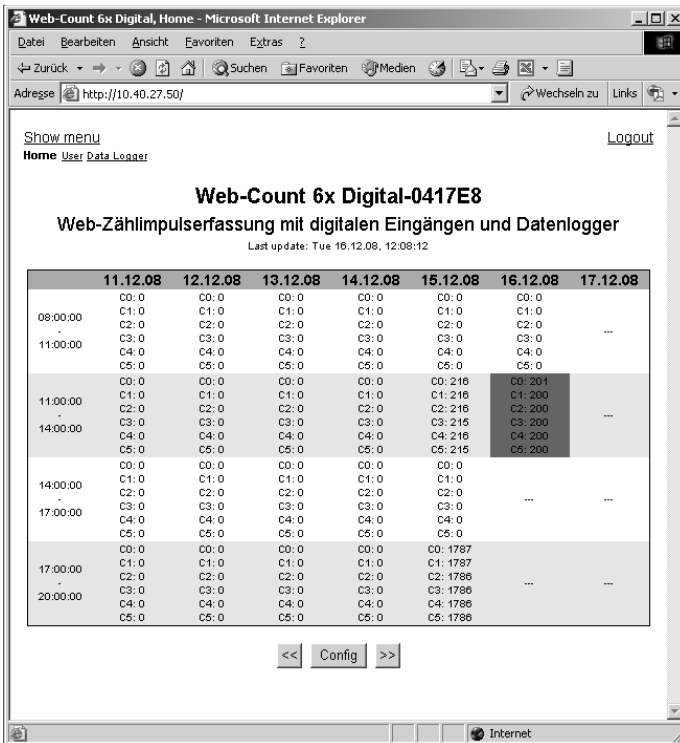 Web-Count 6x Digital, Home - Microsoft Internet Explorer
Datei Bearbeiten Ansicht Favoriten Extras ?
Zurück Suchen Favoriten Medien
Adresse http://10.40.27.50/ Wechseln zu Links
Show menu Logout
Home User Data Logger
Web-Count 6x Digital-0417E8
Web-Zählimpulserfassung mit digitalen Eingängen und Datenlogger
Last update: Tue 16.12.08, 12:08:12
11.12.08 12.12.08 13.12.08 14.12.08 15.12.08 16.12.08 17.12.08
08:00:00 - 11:00:00
C0: 0 C0: 0 C0: 0 C0: 0 C0: 0 C0: 0
C1: 0 C1: 0 C1: 0 C1: 0 C1: 0 C1: 0
C2: 0 C2: 0 C2: 0 C2: 0 C2: 0 C2: 0
C3: 0 C3: 0 C3: 0 C3: 0 C3: 0 C3: 0 ---
C4: 0 C4: 0 C4: 0 C4: 0 C4: 0 C4: 0
C5: 0 C5: 0 C5: 0 C5: 0 C5: 0 C5: 0
11:00:00 - 14:00:00
C0: 0 C0: 0 C0: 0 C0: 0 C0: 216 C0: 201
C1: 0 C1: 0 C1: 0 C1: 0 C1: 216 C1: 200
C2: 0 C2: 0 C2: 0 C2: 0 C2: 216 C2: 200
C3: 0 C3: 0 C3: 0 C3: 0 C3: 215 C3: 200 ---
C4: 0 C4: 0 C4: 0 C4: 0 C4: 216 C4: 200
C5: 0 C5: 0 C5: 0 C5: 0 C5: 215 C5: 200
14:00:00 - 17:00:00
C0: 0 C0: 0 C0: 0 C0: 0 C0: 0
C1: 0 C1: 0 C1: 0 C1: 0 C1: 0
C2: 0 C2: 0 C2: 0 C2: 0 C2: 0
C3: 0 C3: 0 C3: 0 C3: 0 C3: 0 --- ---
C4: 0 C4: 0 C4: 0 C4: 0 C4: 0
C5: 0 C5: 0 C5: 0 C5: 0 C5: 0
17:00:00 - 20:00:00
C0: 0 C0: 0 C0: 0 C0: 0 C0: 1787
C1: 0 C1: 0 C1: 0 C1: 0 C1: 1787
C2: 0 C2: 0 C2: 0 C2: 0 C2: 1786
C3: 0 C3: 0 C3: 0 C3: 0 C3: 1786 --- ---
C4: 0 C4: 0 C4: 0 C4: 0 C4: 1786
C5: 0 C5: 0 C5: 0 C5: 0 C5: 1786
<< Config >>
Internet